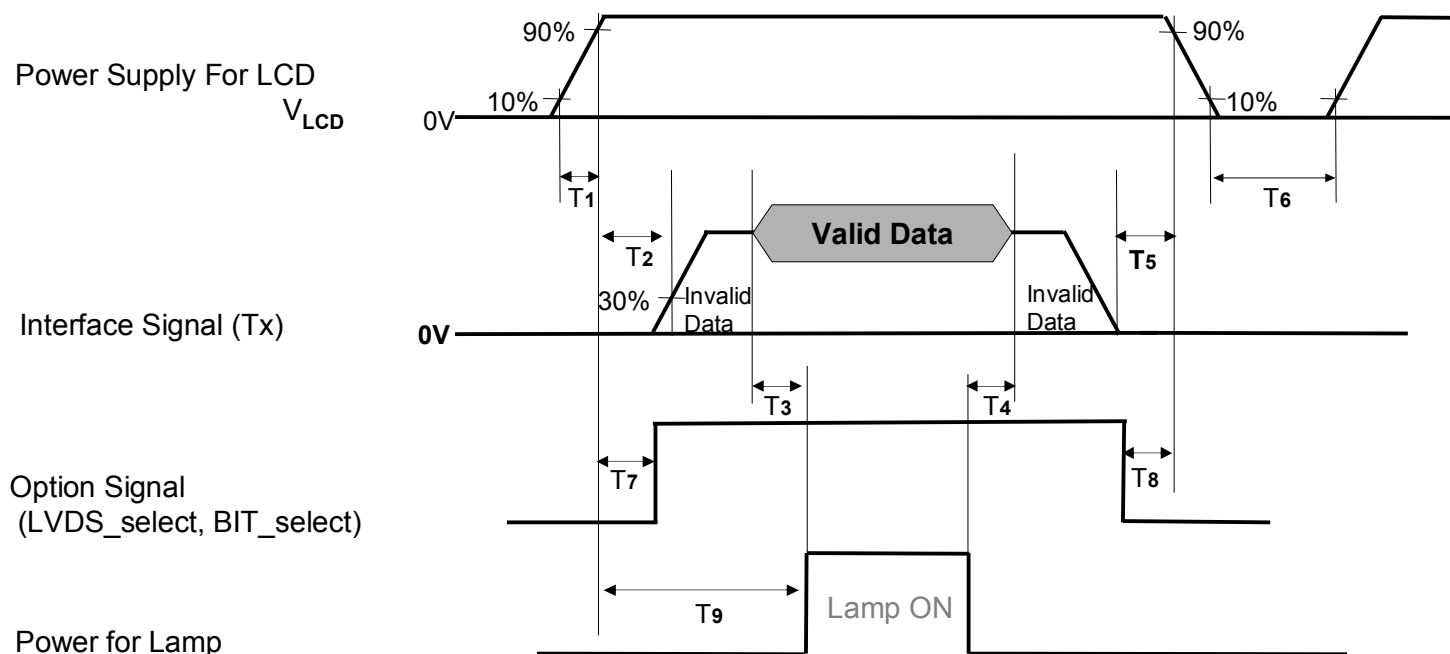 90%
90%
Power Supply For LCD
10%
10%
VLCD
0V
T1
T6
Valid Data
T2
T5
30%
Invalid
Data
Invalid
Data
Interface Signal (Tx)
0V
T3
T4
T7
T8
Option Signal
(LVDS_select, BIT_select)
T9
Lamp ON
Power for Lamp